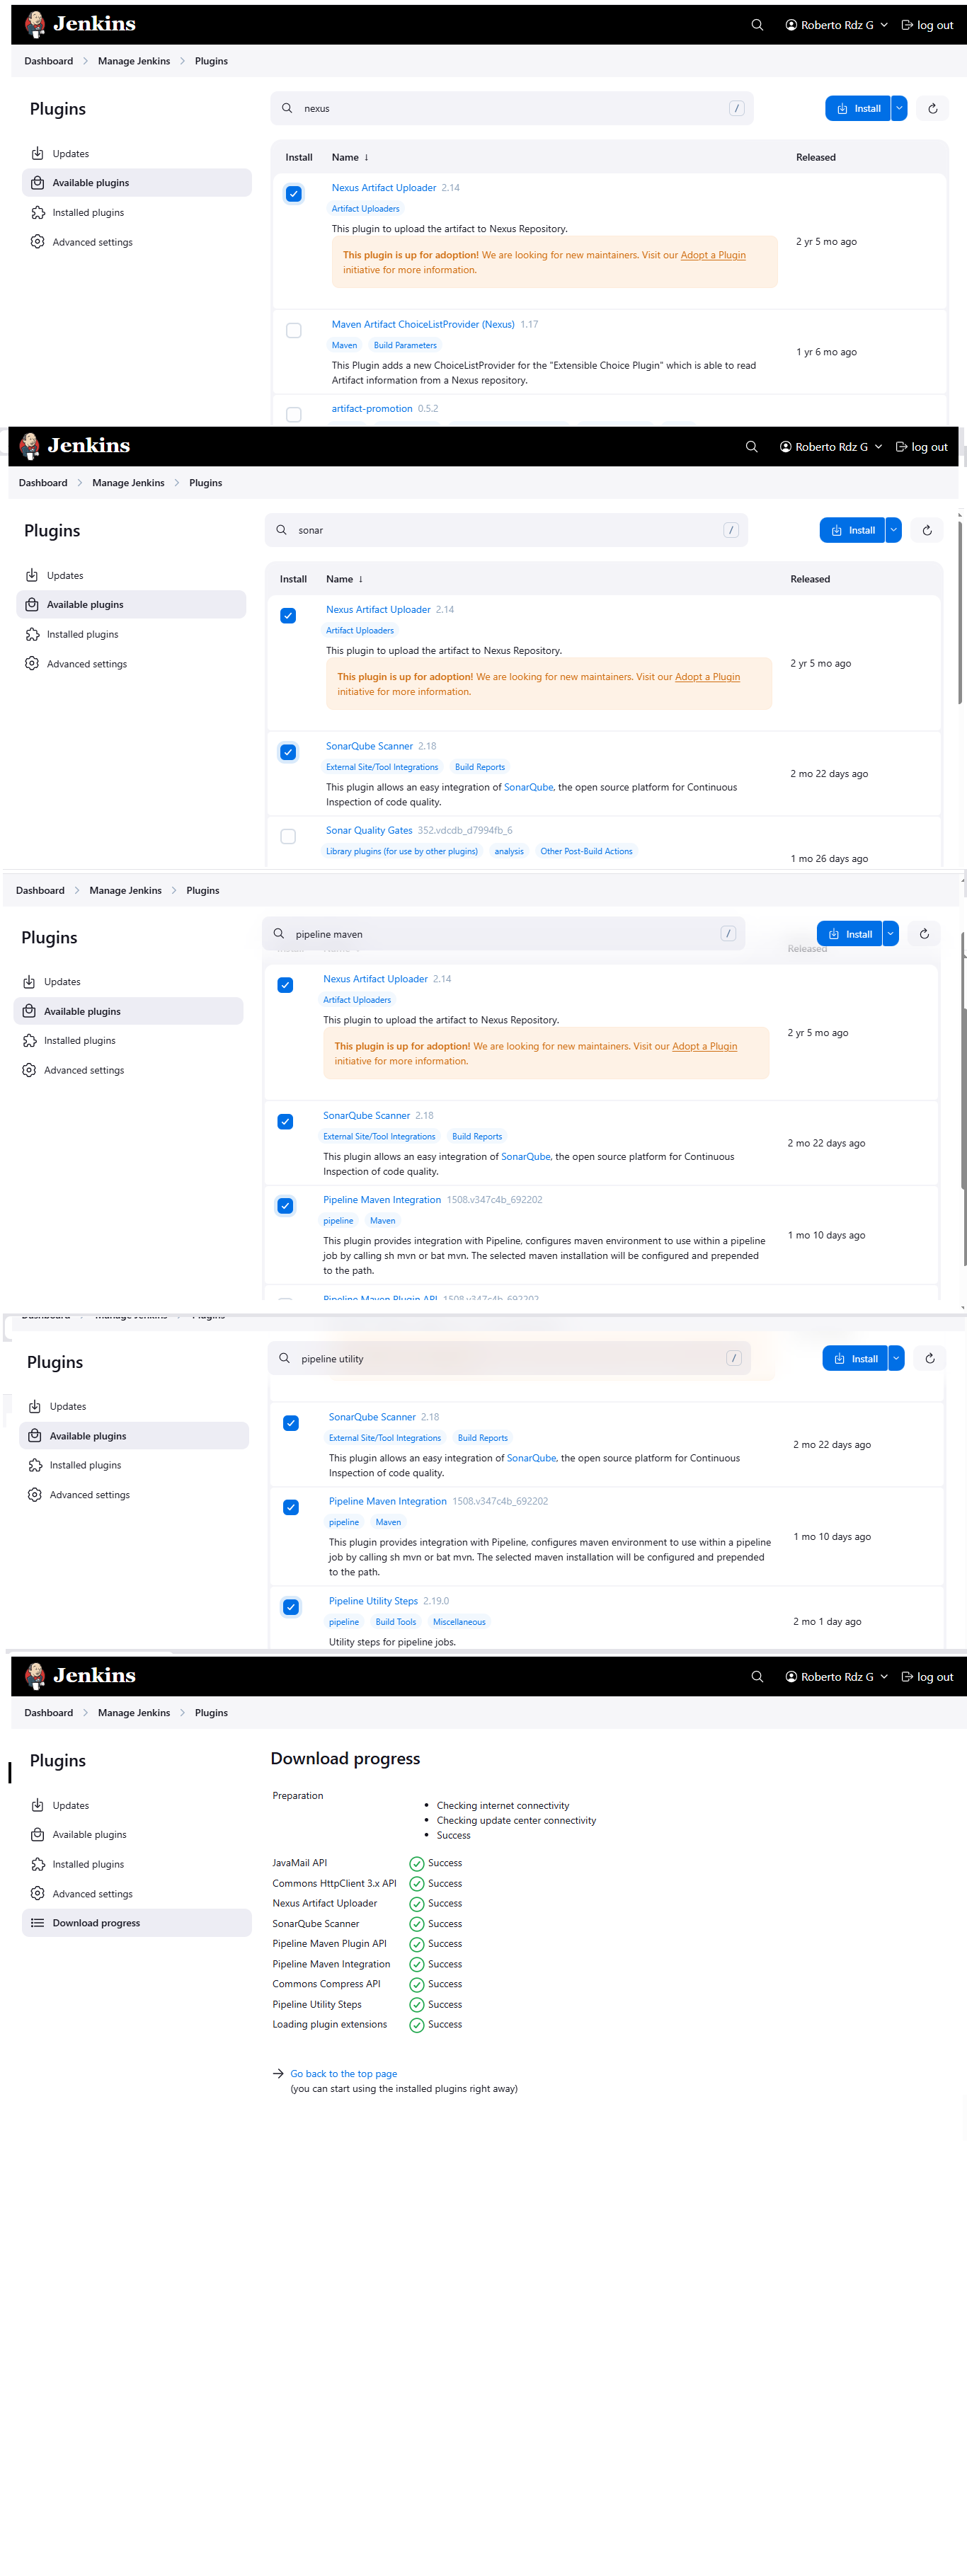 Jenkins
Roberto Rdz G
log out
Dashboard > Manage Jenkins > Plugins
Plugins
nexus
/
Install
Updates
Available plugins
Installed plugins
Advanced settings
Install Name ↓ Released
Nexus Artifact Uploader 2.14
Artifact Uploaders
This plugin to upload the artifact to Nexus Repository.
This plugin is up for adoption! We are looking for new maintainers. Visit our Adopt a Plugin
initiative for more information.
2 yr 5 mo ago
Maven Artifact ChoiceListProvider (Nexus) 1.17
Maven Build Parameters
This Plugin adds a new ChoiceListProvider for the "Extensible Choice Plugin" which is able to read
Artifact information from a Nexus repository.
1 yr 6 mo ago
artifact-promotion 0.5.2
Jenkins
Roberto Rdz G
log out
Dashboard > Manage Jenkins > Plugins
Plugins
sonar
/
Install
Updates
Available plugins
Installed plugins
Advanced settings
Install Name ↓ Released
Nexus Artifact Uploader 2.14
Artifact Uploaders
This plugin to upload the artifact to Nexus Repository.
This plugin is up for adoption! We are looking for new maintainers. Visit our Adopt a Plugin
initiative for more information.
2 yr 5 mo ago
SonarQube Scanner 2.18
External Site/Tool Integrations Build Reports
This plugin allows an easy integration of SonarQube, the open source platform for Continuous
Inspection of code quality.
2 mo 22 days ago
Sonar Quality Gates 352.vdcdb_d7994fb_6
Library plugins (for use by other plugins) analysis Other Post-Build Actions
1 mo 26 days ago
Dashboard > Manage Jenkins > Plugins
Plugins
pipeline maven
/
Install
Updates
Available plugins
Installed plugins
Advanced settings
Released
Nexus Artifact Uploader 2.14
Artifact Uploaders
This plugin to upload the artifact to Nexus Repository.
This plugin is up for adoption! We are looking for new maintainers. Visit our Adopt a Plugin
initiative for more information.
2 yr 5 mo ago
SonarQube Scanner 2.18
External Site/Tool Integrations Build Reports
This plugin allows an easy integration of SonarQube, the open source platform for Continuous
Inspection of code quality.
2 mo 22 days ago
Pipeline Maven Integration 1508.v347c4b_692202
pipeline Maven
This plugin provides integration with Pipeline, configures maven environment to use within a pipeline
job by calling sh mvn or bat mvn. The selected maven installation will be configured and prepended
to the path.
1 mo 10 days ago
Pipeline Maven Plugin API 1508.v347c4b_692202
Dashboard > Manage Jenkins > Plugins
Plugins
pipeline utility
/
Install
Updates
Available plugins
Installed plugins
Advanced settings
SonarQube Scanner 2.18
External Site/Tool Integrations Build Reports
This plugin allows an easy integration of SonarQube, the open source platform for Continuous
Inspection of code quality.
2 mo 22 days ago
Pipeline Maven Integration 1508.v347c4b_692202
pipeline Maven
This plugin provides integration with Pipeline, configures maven environment to use within a pipeline
job by calling sh mvn or bat mvn. The selected maven installation will be configured and prepended
to the path.
1 mo 10 days ago
Pipeline Utility Steps 2.19.0
pipeline Build Tools Miscellaneous
Utility steps for pipeline jobs.
2 mo 1 day ago
Jenkins
Roberto Rdz G
log out
Dashboard > Manage Jenkins > Plugins
Plugins
Updates
Available plugins
Installed plugins
Advanced settings
Download progress
Download progress
Preparation
• Checking internet connectivity
• Checking update center connectivity
• Success
JavaMail API Success
Commons HttpClient 3.x API Success
Nexus Artifact Uploader Success
SonarQube Scanner Success
Pipeline Maven Plugin API Success
Pipeline Maven Integration Success
Commons Compress API Success
Pipeline Utility Steps Success
Loading plugin extensions Success
→ Go back to the top page
(you can start using the installed plugins right away)